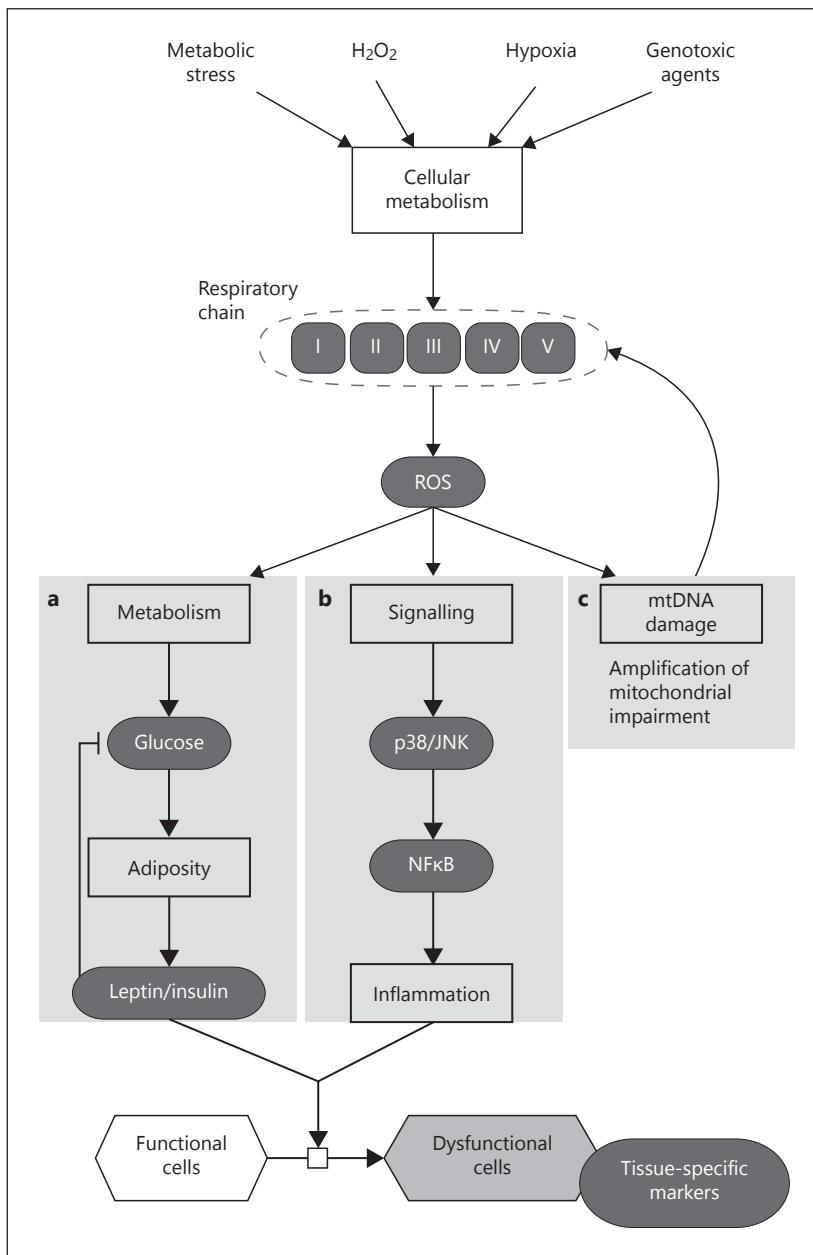 Metabolic
stress
H₂O₂
Hypoxia
Genotoxic
agents
Cellular
metabolism
Respiratory
chain
I II III IV V
ROS
a
Metabolism
Glucose
Adiposity
Leptin/insulin
b
Signalling
p38/JNK
NFκB
Inflammation
c
mtDNA
damage
Amplification of
mitochondrial
impairment
Functional
cells
Dysfunctional
cells
Tissue-specific
markers